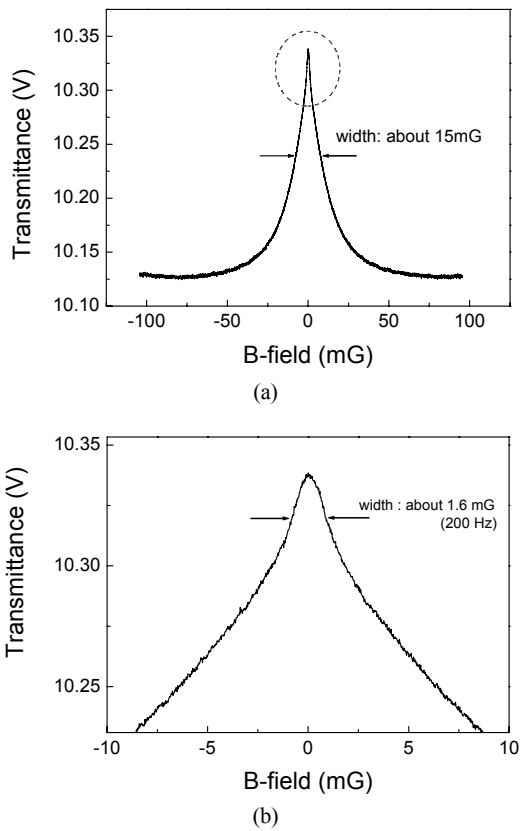 10.35
10.30
10.25
10.20
10.15
10.10
Transmittance (V)
width: about 15mG
-100 -50 0 50 100
B-field (mG)
(a)
10.35
10.30
10.25
Transmittance (V)
width : about 1.6 mG
(200 Hz)
-10 -5 0 5 10
B-field (mG)
(b)